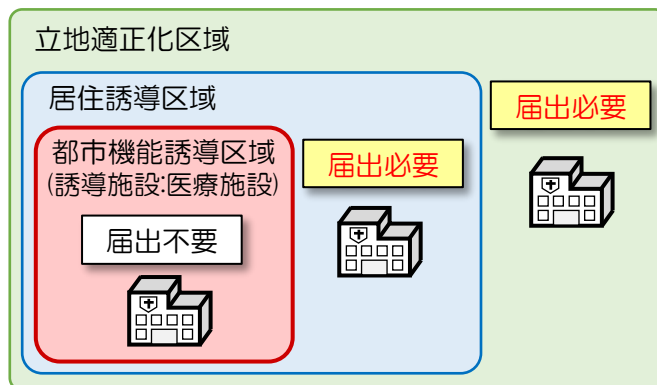 立地適正化区域
居住誘導区域
届出必要
都市機能誘導区域
(誘導施設:医療施設)
届出必要
届出不要